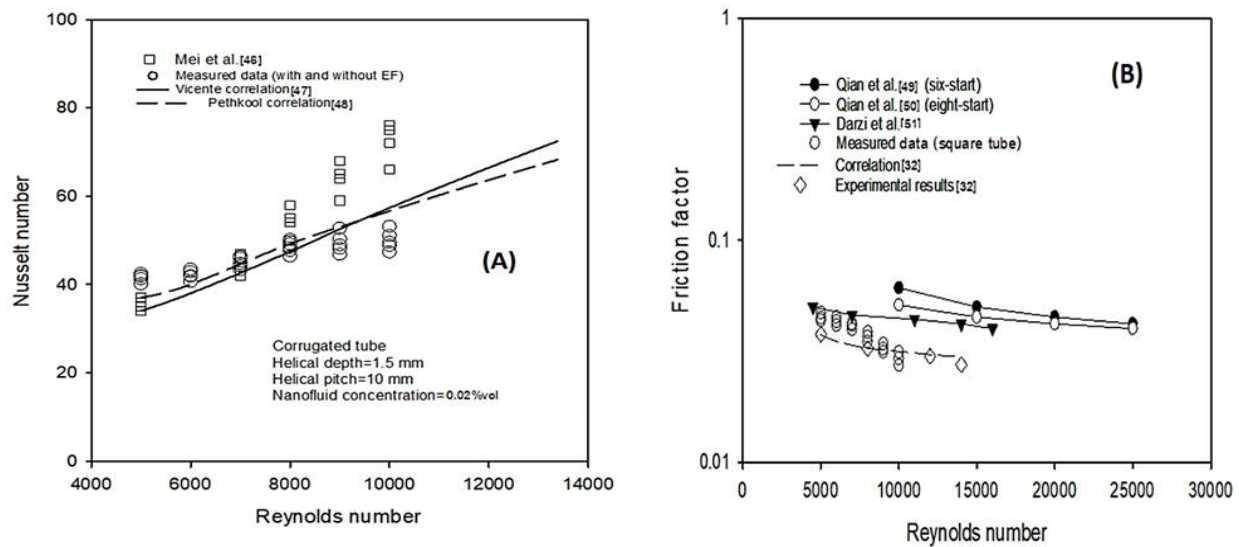 100
80
60
40
20
0
Nusselt number
Mei et al.[46]
Measured data (with and without EF)
Vicente correlation[47]
Pethkool correlation[48]
(A)
Corrugated tube
Helical depth=1.5 mm
Helical pitch=10 mm
Nanofluid concentration=0.02%vol
4000 6000 8000 10000 12000 14000
Reynolds number
1
0.1
0.01
Friction factor
(B)
Qian et al.[49] (six-start)
Qian et al.[50] (eight-start)
Darzi et al.[51]
Measured data (square tube)
Correlation[32]
Experimental results[32]
0 5000 10000 15000 20000 25000 30000
Reynolds number